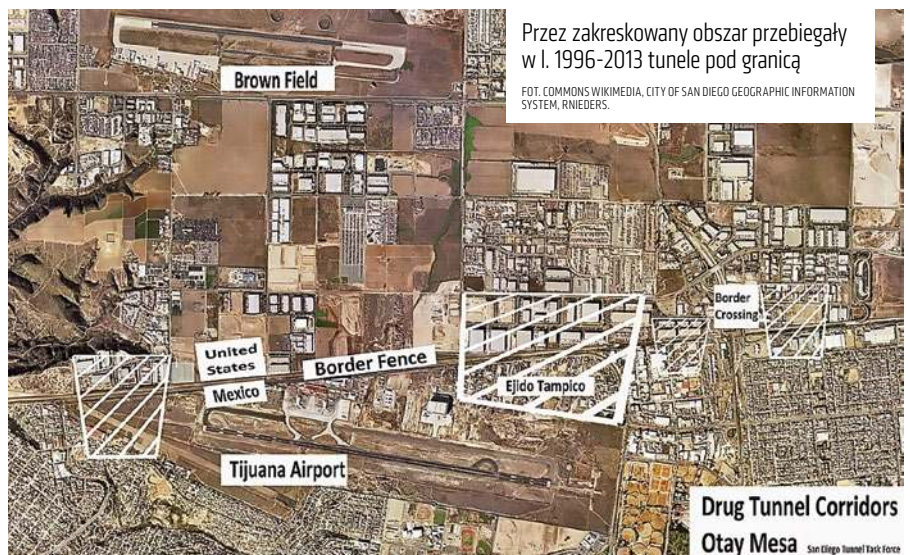 Przez zakreskowany obszar przebiegały
w l. 1996-2013 tunele pod granicą
FOT. COMMONS WIKIMEDIA, CITY OF SAN DIEGO GEOGRAPHIC INFORMATION
SYSTEM, RNIEDERS.
Brown Field
Border
Crossing
United
States
Border Fence
Mexico
Ejido Tampico
Tijuana Airport
Drug Tunnel Corridors
Otay Mesa San Diego Tunnel Task Force